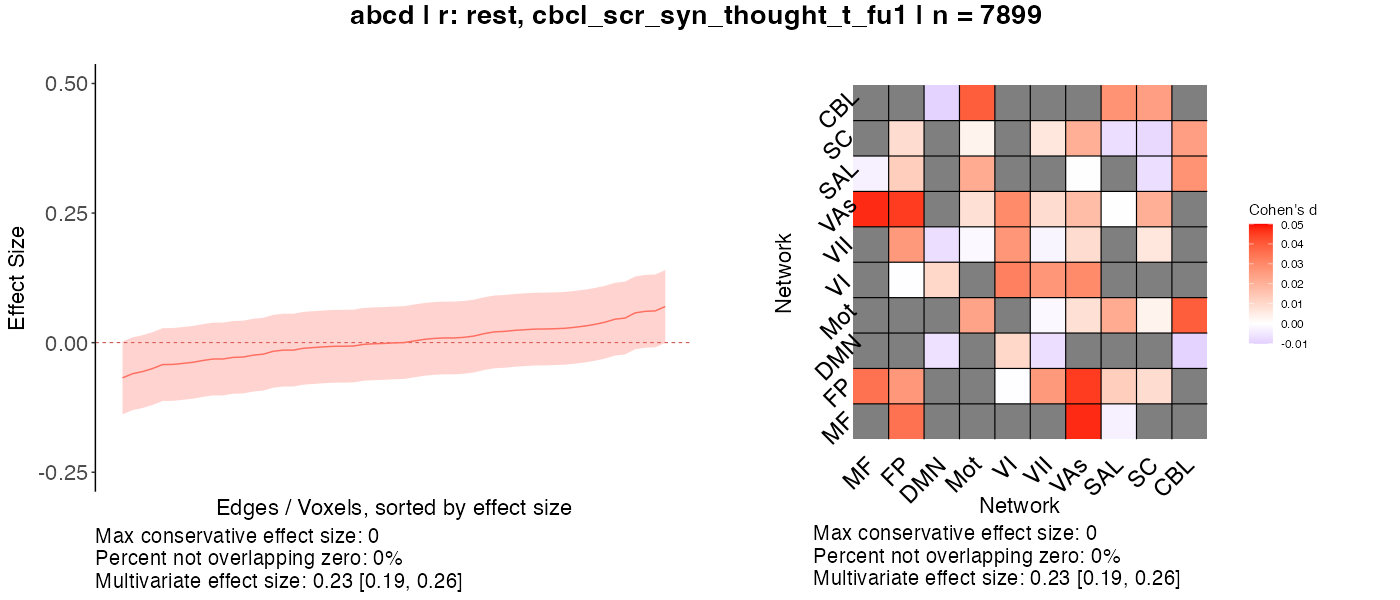 abcd | r: rest, cbcl_scr_syn_thought_t_fu1 | n = 7899
Effect Size
0.50
0.25
0.00
-0.25
Edges / Voxels, sorted by effect size
Max conservative effect size: 0
Percent not overlapping zero: 0%
Multivariate effect size: 0.23 [0.19, 0.26]
Network
CBL
SC
SAL
VAs
VII
VI
Mot
DMN
FP
MF
MF FP DMN Mot VI VII VAs SAL SC CBL
Network
Max conservative effect size: 0
Percent not overlapping zero: 0%
Multivariate effect size: 0.23 [0.19, 0.26]
Cohen's d
0.05
0.04
0.03
0.02
0.01
0.00
-0.01